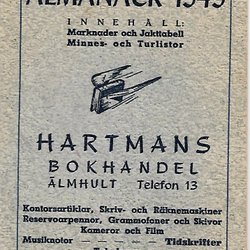 ALMANACK 1945
INNEHÅLL:
Marknader och Jakttabell
Minnes- och Turlistor
HARTMANS
BOKHANDEL
ÄLMHULT Telefon 13
Kontorsartiklar, Skriv- och Räknemaskiner
Reservoarpennor, Grammofoner och Skivor
Kameror och Film
Musiknoter — — — — Tidskrifter